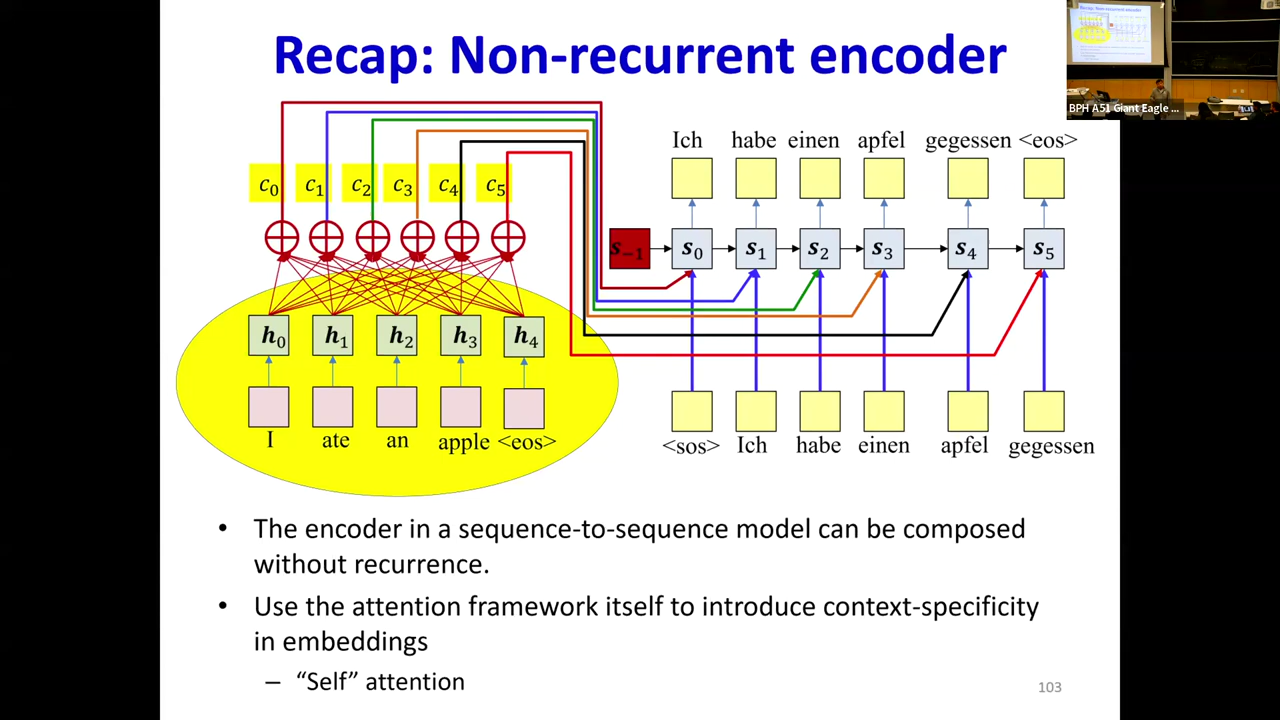 Recap: Non-recurrent encoder
BPH A51 Giant Eagle ...
Ich habe einen apfel gegessen <eos>
c₀ c₁ c₂ c₃ c₄ c₅
s₋₁ s₀ s₁ s₂ s₃ s₄ s₅
h₀ h₁ h₂ h₃ h₄
I ate an apple <eos>
<sos> Ich habe einen apfel gegessen
• The encoder in a sequence-to-sequence model can be composed
without recurrence.
• Use the attention framework itself to introduce context-specificity
in embeddings
– “Self” attention
103